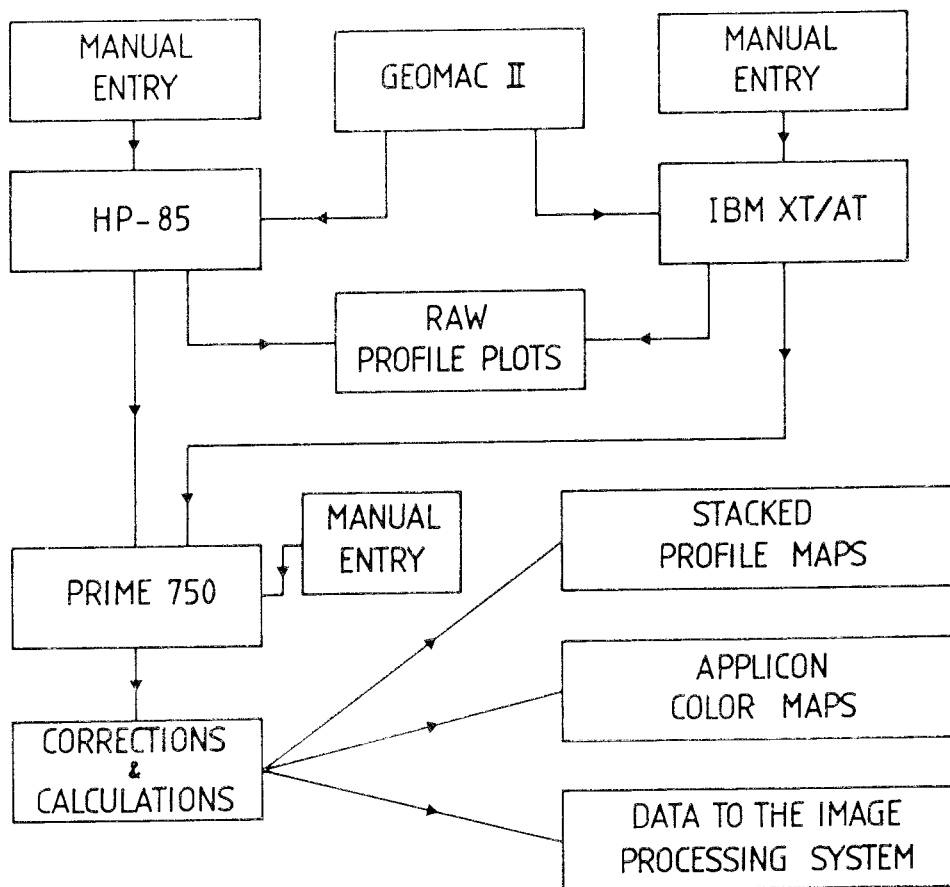 MANUAL
ENTRY
GEOMAC II
MANUAL
ENTRY
HP-85
IBM XT/AT
RAW
PROFILE PLOTS
MANUAL
ENTRY
STACKED
PROFILE MAPS
PRIME 750
APPLICON
COLOR MAPS
CORRECTIONS
&
CALCULATIONS
DATA TO THE IMAGE
PROCESSING SYSTEM